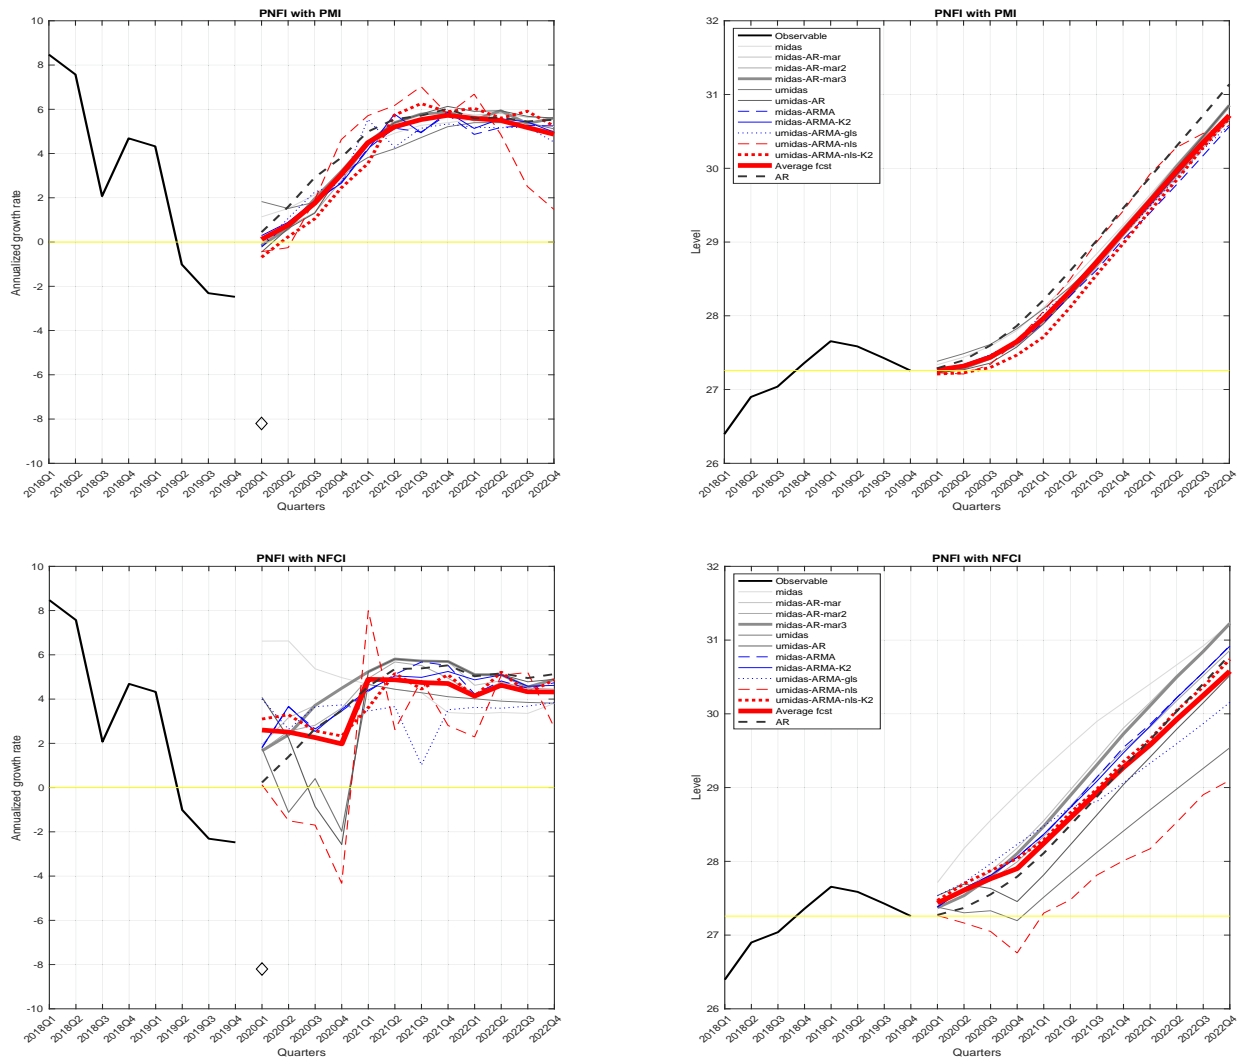 PNFI with PMI
10
8
6
4
2
0
-2
-4
-6
-8
-10
Annualized growth rate
2018Q1
2018Q2
2018Q3
2018Q4
2019Q1
2019Q2
2019Q3
2019Q4
2020Q1
2020Q2
2020Q3
2020Q4
2021Q1
2021Q2
2021Q3
2021Q4
2022Q1
2022Q2
2022Q3
2022Q4
Quarters
PNFI with PMI
32
31
30
29
28
27
26
Level
Observable
midas
midas-AR-mar
midas-AR-mar2
midas-AR-mar3
umidas
umidas-AR
midas-ARMA
midas-ARMA-K2
umidas-ARMA-gls
umidas-ARMA-nls
umidas-ARMA-nls-K2
Average fcst
AR
2018Q1
2018Q2
2018Q3
2018Q4
2019Q1
2019Q2
2019Q3
2019Q4
2020Q1
2020Q2
2020Q3
2020Q4
2021Q1
2021Q2
2021Q3
2021Q4
2022Q1
2022Q2
2022Q3
2022Q4
Quarters
PNFI with NFCI
10
8
6
4
2
0
-2
-4
-6
-8
-10
Annualized growth rate
2018Q1
2018Q2
2018Q3
2018Q4
2019Q1
2019Q2
2019Q3
2019Q4
2020Q1
2020Q2
2020Q3
2020Q4
2021Q1
2021Q2
2021Q3
2021Q4
2022Q1
2022Q2
2022Q3
2022Q4
Quarters
PNFI with NFCI
32
31
30
29
28
27
26
Level
Observable
midas
midas-AR-mar
midas-AR-mar2
midas-AR-mar3
umidas
umidas-AR
midas-ARMA
midas-ARMA-K2
umidas-ARMA-gls
umidas-ARMA-nls
umidas-ARMA-nls-K2
Average fcst
AR
2018Q1
2018Q2
2018Q3
2018Q4
2019Q1
2019Q2
2019Q3
2019Q4
2020Q1
2020Q2
2020Q3
2020Q4
2021Q1
2021Q2
2021Q3
2021Q4
2022Q1
2022Q2
2022Q3
2022Q4
Quarters